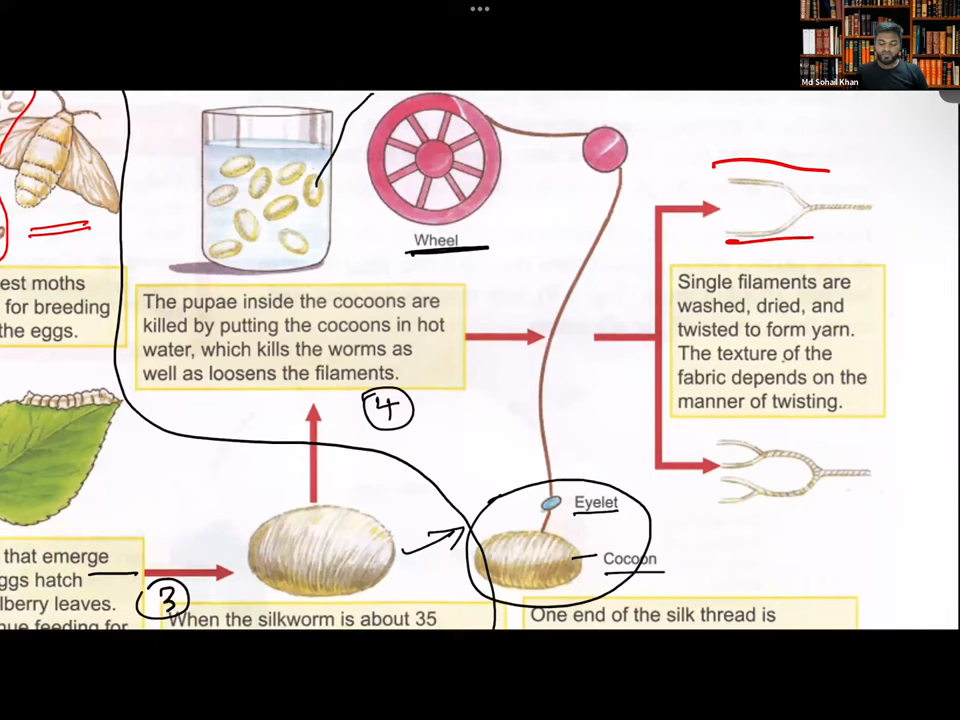 Md Sohail Khan
Wheel
est moths
for breeding
the eggs.
The pupae inside the cocoons are
killed by putting the cocoons in hot
water, which kills the worms as
well as loosens the filaments.
4
Single filaments are
washed, dried, and
twisted to form yarn.
The texture of the
fabric depends on the
manner of twisting.
Eyelet
Cocoon
that emerge
ggs hatch
lberry leaves.
nue feeding for
3
When the silkworm is about 35
One end of the silk thread is